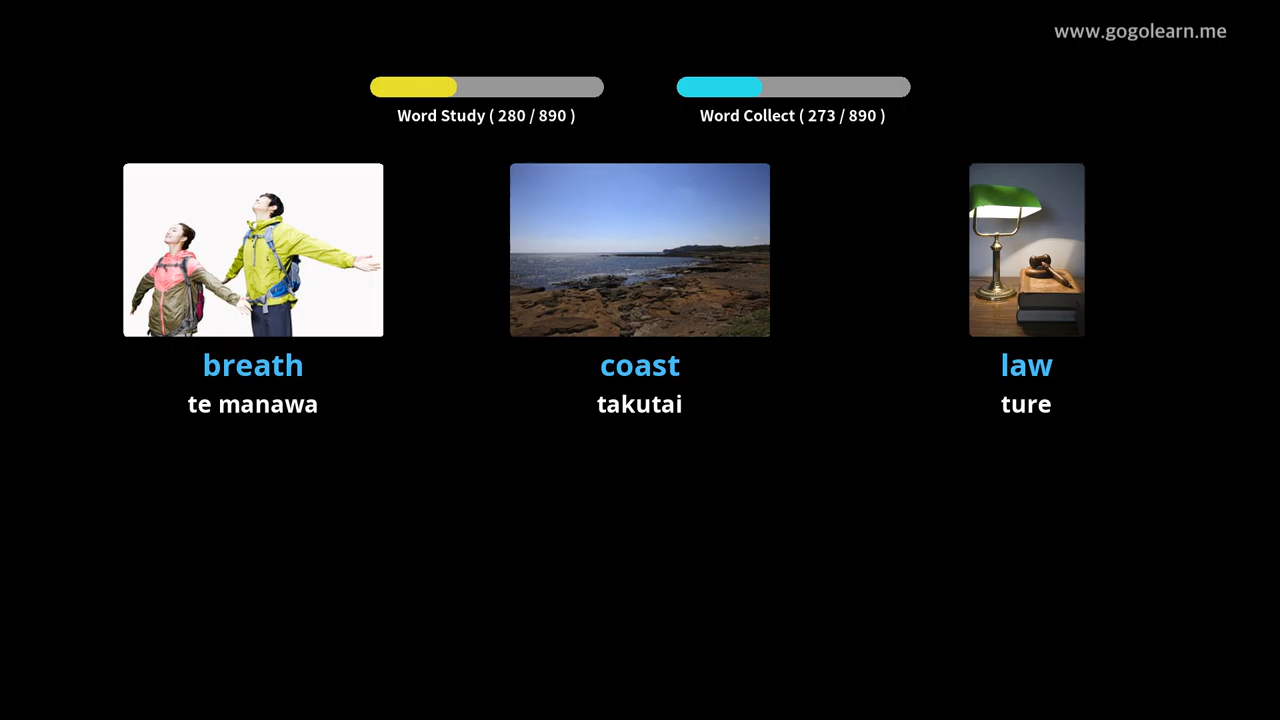 www.gogolearn.me
Word Study ( 280 / 890 )
Word Collect ( 273 / 890 )
breath
te manawa
coast
takutai
law
ture